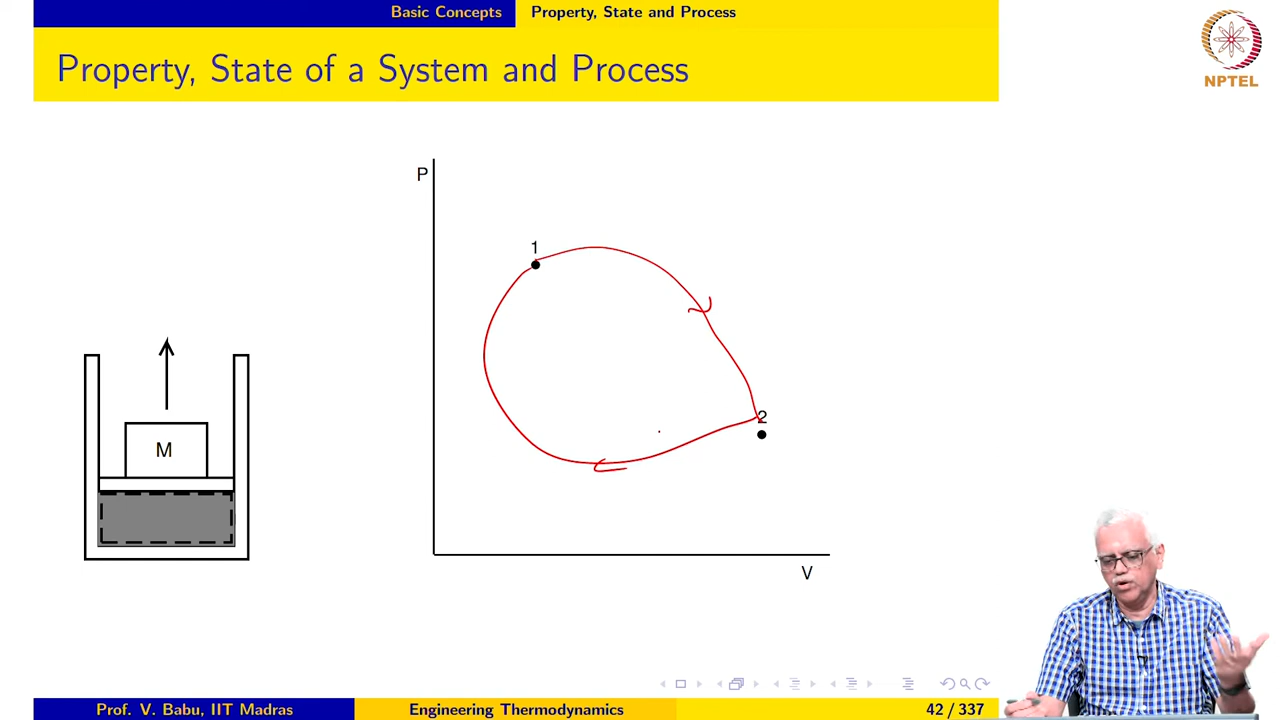 Basic Concepts Property, State and Process
Property, State of a System and Process
NPTEL
P
1
2
M
V
Prof. V. Babu, IIT Madras Engineering Thermodynamics 42 / 337